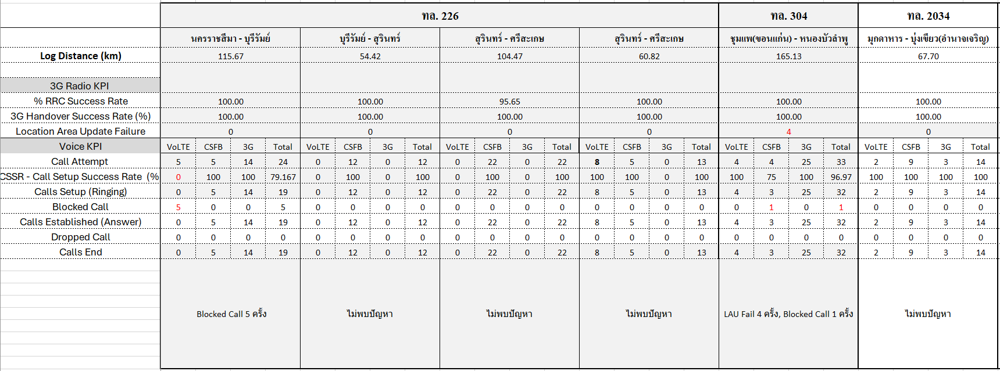 ทล. 226 ทล. 304 ทล. 2034
นครราชสีมา - บุรีรัมย์ บุรีรัมย์ - สุรินทร์ สุรินทร์ - ศรีสะเกษ สุรินทร์ - ศรีสะเกษ ชุมแพ(ขอนแก่น) - หนองบัวลำพู มุกดาหาร - บุ่งเขียว(อำนาจเจริญ)
Log Distance (km) 115.67 54.42 104.47 60.82 165.13 67.70
3G Radio KPI
% RRC Success Rate 100.00 100.00 95.65 100.00 100.00 100.00
3G Handover Success Rate (%) 100.00 100.00 100.00 100.00 100.00 100.00
Location Area Update Failure 0 0 0 0 4 0
Voice KPI VoLTE CSFB 3G Total VoLTE CSFB 3G Total VoLTE CSFB 3G Total VoLTE CSFB 3G Total VoLTE CSFB 3G Total VoLTE CSFB 3G Total
Call Attempt 5 5 14 24 0 12 0 12 0 22 0 22 8 5 0 13 4 4 25 33 2 9 3 14
CSSR - Call Setup Success Rate (% 0 100 100 79.167 0 100 0 100 0 100 0 100 100 100 0 100 100 75 100 96.97 100 100 100 100
Calls Setup (Ringing) 0 5 14 19 0 12 0 12 0 22 0 22 8 5 0 13 4 3 25 32 2 9 3 14
Blocked Call 5 0 0 5 0 0 0 0 0 0 0 0 0 0 0 0 0 1 0 1 0 0 0 0
Calls Established (Answer) 0 5 14 19 0 12 0 12 0 22 0 22 8 5 0 13 4 3 25 32 2 9 3 14
Dropped Call 0 0 0 0 0 0 0 0 0 0 0 0 0 0 0 0 0 0 0 0 0 0 0 0
Calls End 0 5 14 19 0 12 0 12 0 22 0 22 8 5 0 13 4 3 25 32 2 9 3 14
Blocked Call 5 ครั้ง ไม่พบปัญหา ไม่พบปัญหา ไม่พบปัญหา LAU Fail 4 ครั้ง, Blocked Call 1 ครั้ง ไม่พบปัญหา